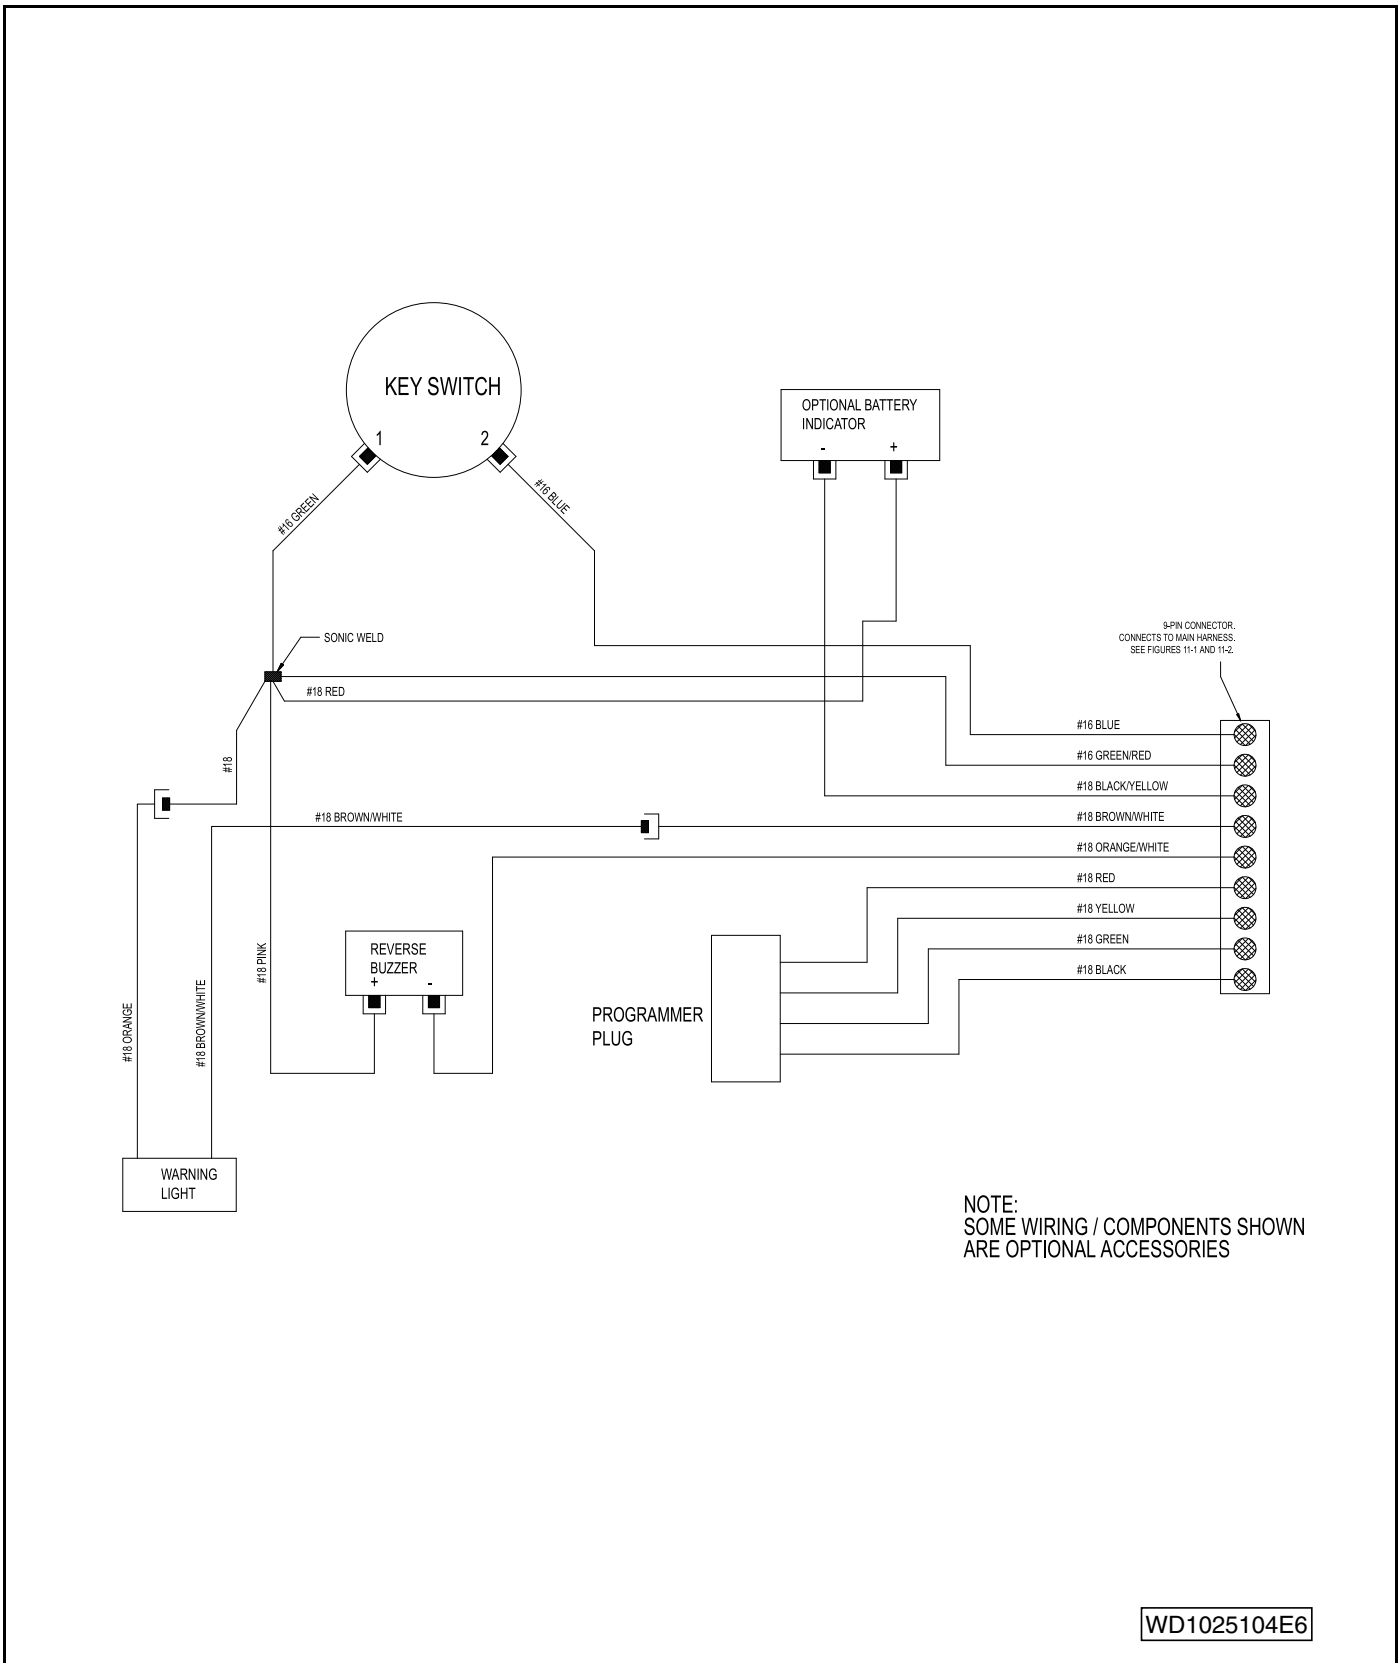 KEY SWITCH
1
2
OPTIONAL BATTERY
INDICATOR
-
+
#16 GREEN
#16 BLUE
SONIC WELD
9-PIN CONNECTOR.
CONNECTS TO MAIN HARNESS.
SEE FIGURES 11-1 AND 11-2.
#18 RED
#16 BLUE
#16 GREEN/RED
#18
#18 BLACK/YELLOW
#18 BROWN/WHITE
#18 BROWN/WHITE
#18 ORANGE/WHITE
#18 RED
#18 YELLOW
#18 GREEN
#18 BLACK
#18 PINK
REVERSE
BUZZER
+
-
#18 ORANGE
#18 BROWN/WHITE
PROGRAMMER
PLUG
WARNING
LIGHT
NOTE:
SOME WIRING / COMPONENTS SHOWN
ARE OPTIONAL ACCESSORIES
WD1025104E6